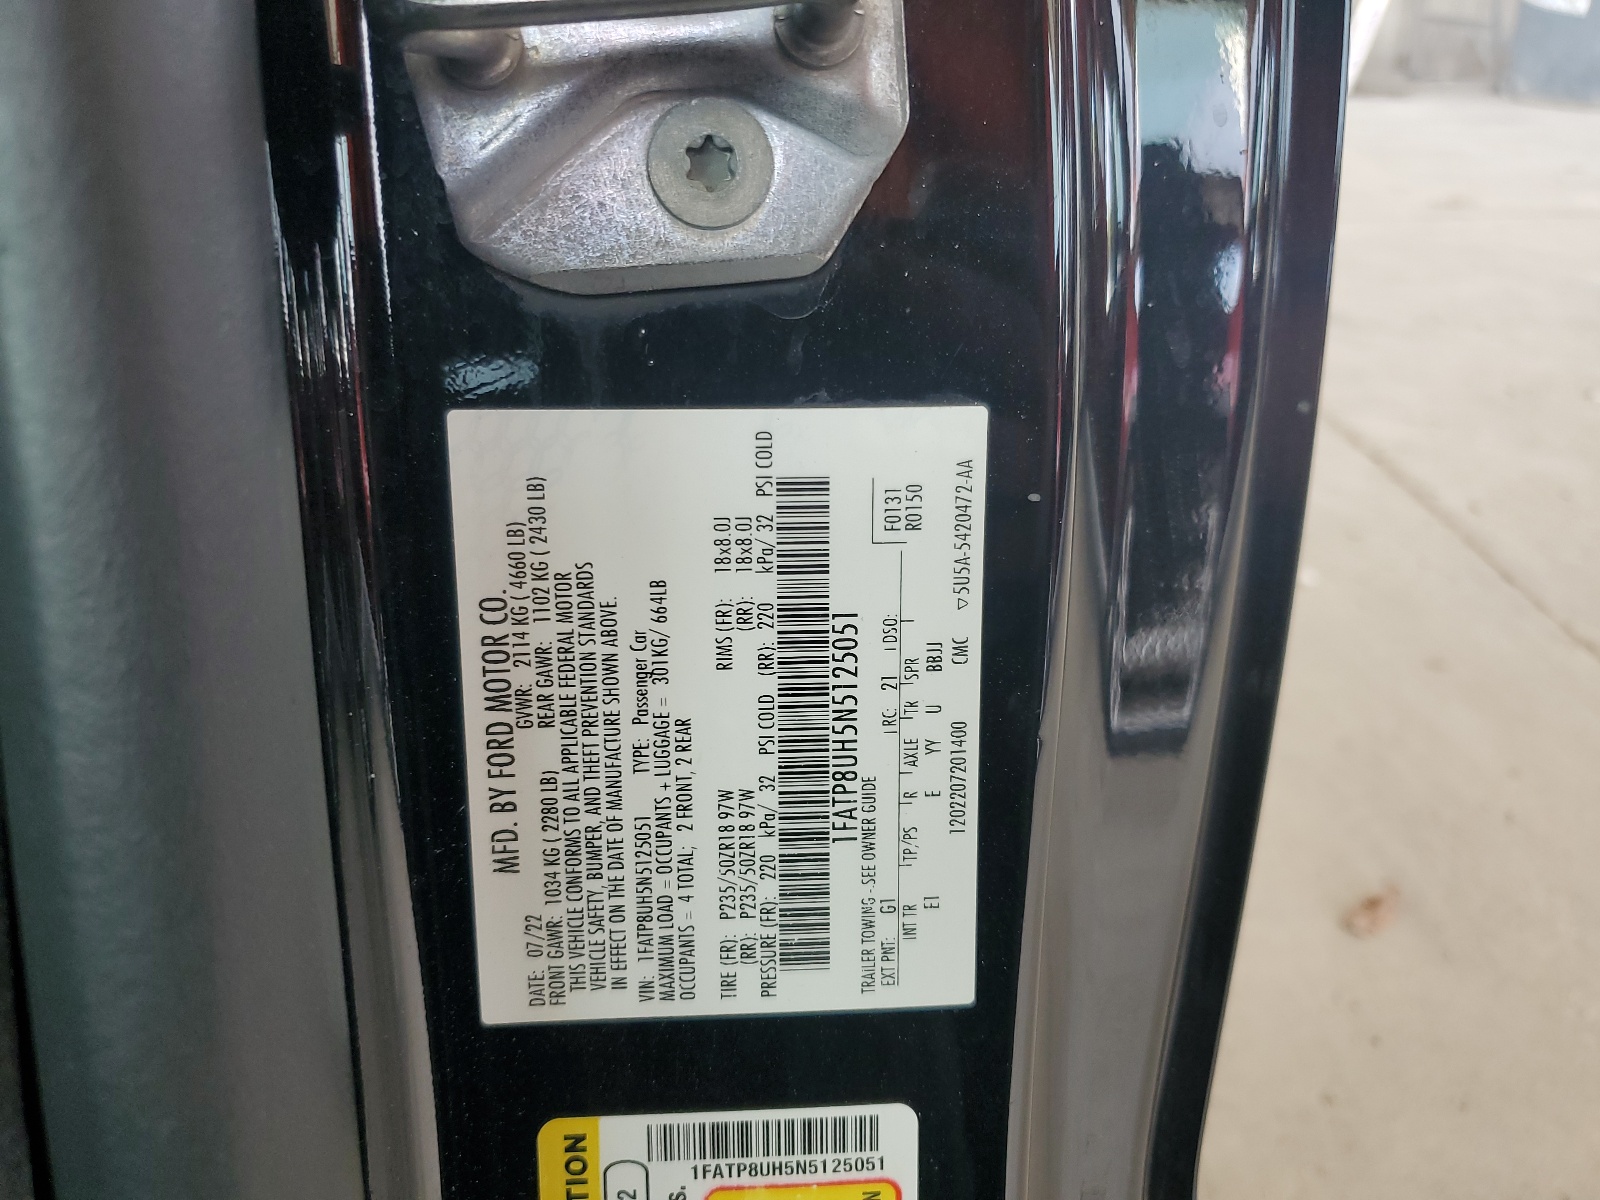 MFD. BY FORD MOTOR CO.
DATE: 07/22 GVWR: 2114 KG ( 4660 LB)
FRONT GAWR: 1034 KG ( 2280 LB) REAR GAWR: 1102 KG ( 2430 LB)
THIS VEHICLE CONFORMS TO ALL APPLICABLE FEDERAL MOTOR
VEHICLE SAFETY, BUMPER, AND THEFT PREVENTION STANDARDS
IN EFFECT ON THE DATE OF MANUFACTURE SHOWN ABOVE.
VIN: 1FATP8UH5N5125051 TYPE: Passenger Car
MAXIMUM LOAD = OCCUPANTS + LUGGAGE = 301KG/ 664LB
OCCUPANTS = 4 TOTAL; 2 FRONT, 2 REAR
TIRE (FR): P235/50ZR18 97W RIMS (FR): 18x8.0J
(RR): P235/50ZR18 97W (RR): 18x8.0J
PRESSURE (FR): 220 kPa/ 32 PSI COLD (RR): 220 kPa/ 32 PSI COLD
1FATP8UH5N5125051
TRAILER TOWING - SEE OWNER GUIDE
F0131
EXT PNT: G1 RC: 21 DSO: R0150
INT TR TP/PS R AXLE TR SPR
E1 E YY U BBJJ
1202207201400 CMC ▽5U5A-5420472-AA
TION
2
S.
1FATP8UH5N5125051
N